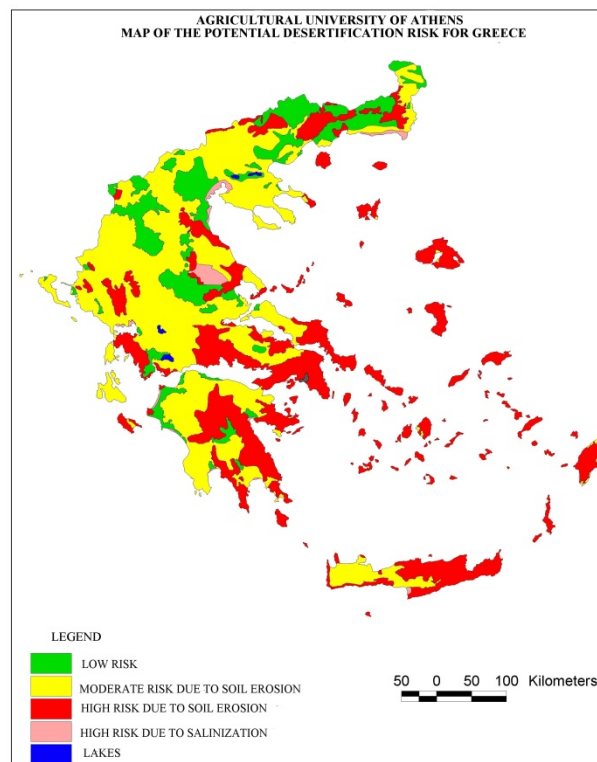 AGRICULTURAL UNIVERSITY OF ATHENS
MAP OF THE POTENTIAL DESERTIFICATION RISK FOR GREECE
LEGEND
LOW RISK
MODERATE RISK DUE TO SOIL EROSION
HIGH RISK DUE TO SOIL EROSION
HIGH RISK DUE TO SALINIZATION
LAKES
50 0 50 100 Kilometers